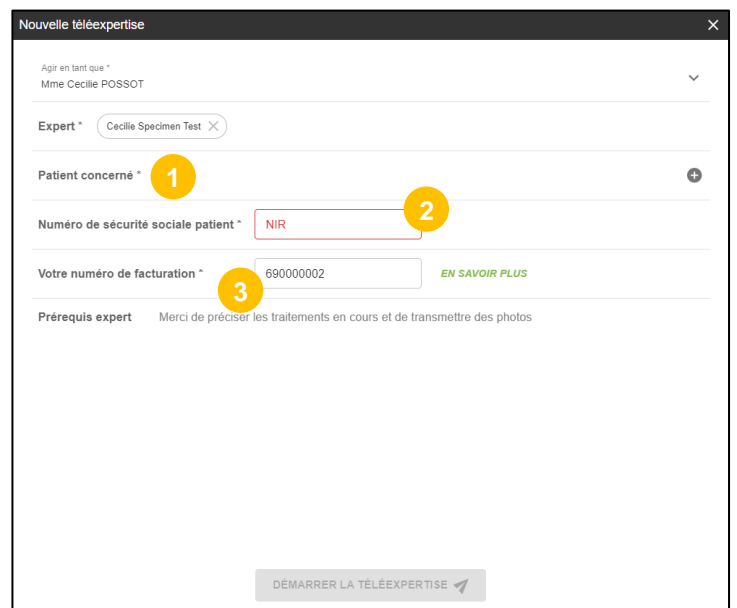 Nouvelle téléexpertise
Agir en tant que *
Mme Cecilie POSSOT
Expert * Cecilie Specimen Test
Patient concerné * 1
2
Numéro de sécurité sociale patient * NIR
Votre numéro de facturation * 690000002 EN SAVOIR PLUS
3
Prérequis expert Merci de préciser les traitements en cours et de transmettre des photos
DÉMARRER LA TÉLÉEXPERTISE